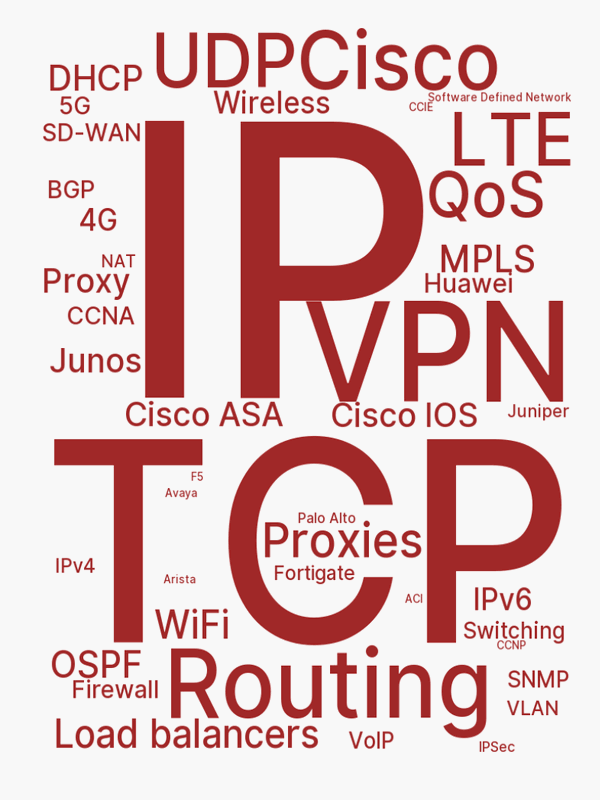 UDP
Cisco
DHCP
5G
Wireless
Software Defined Network
CCIE
SD-WAN
LTE
IP
BGP
QoS
4G
NAT
MPLS
Proxy
Huawei
CCNA
VPN
Junos
Cisco ASA
Cisco IOS
Juniper
TCP
F5
Avaya
Palo Alto
Proxies
IPv4
Fortigate
Arista
ACI
IPv6
WiFi
Switching
CCNP
OSPF
Routing
Firewall
SNMP
VLAN
Load balancers
VoIP
IPSec